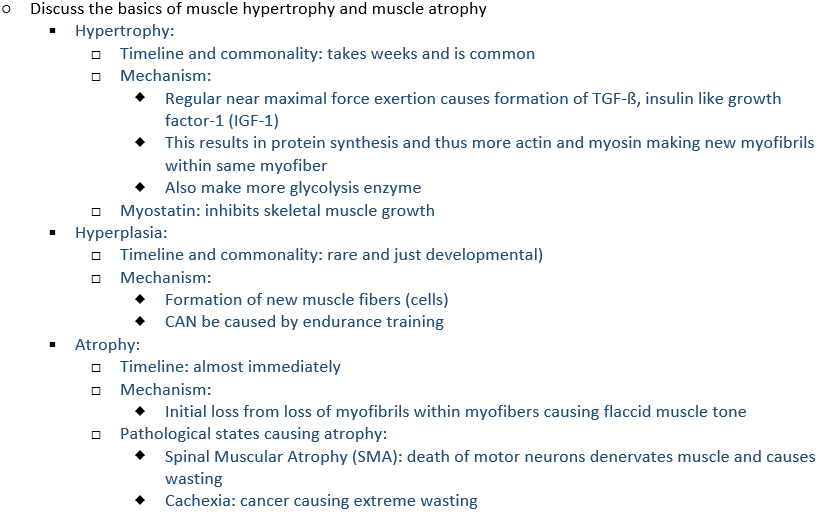 Discuss the basics of muscle hypertrophy and muscle atrophy
Hypertrophy:
Timeline and commonality: takes weeks and is common
Mechanism:
Regular near maximal force exertion causes formation of TGF-ß, insulin like growth
factor-1 (IGF-1)
This results in protein synthesis and thus more actin and myosin making new myofibrils
within same myofiber
Also make more glycolysis enzyme
Myostatin: inhibits skeletal muscle growth
Hyperplasia:
Timeline and commonality: rare and just developmental)
Mechanism:
Formation of new muscle fibers (cells)
CAN be caused by endurance training
Atrophy:
Timeline: almost immediately
Mechanism:
Initial loss from loss of myofibrils within myofibers causing flaccid muscle tone
Pathological states causing atrophy:
Spinal Muscular Atrophy (SMA): death of motor neurons denervates muscle and causes
wasting
Cachexia: cancer causing extreme wasting